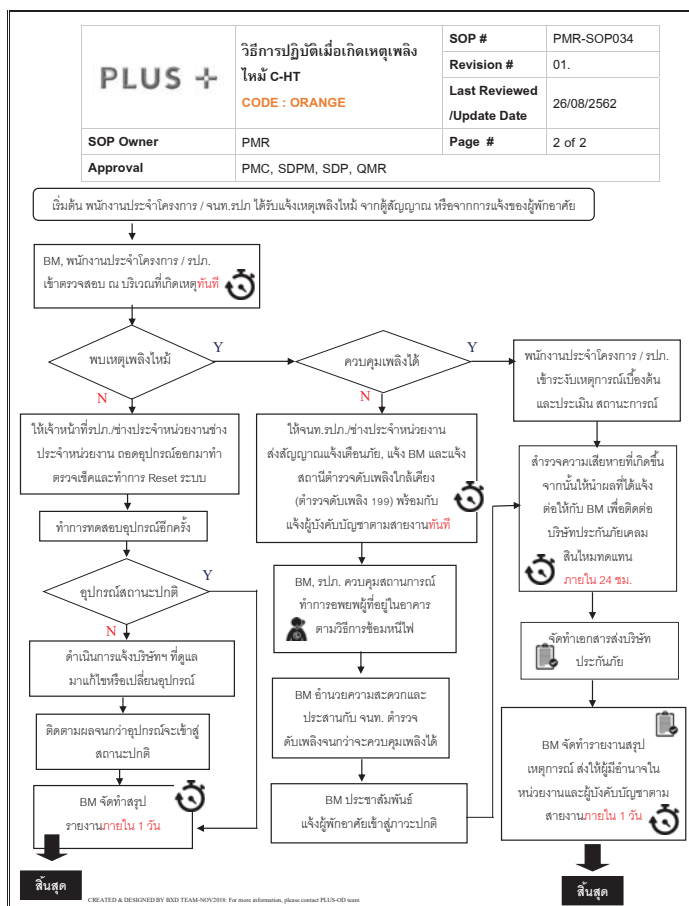 PLUS +
วิธีการปฏิบัติเมื่อเกิดเหตุเพลิง
ไหม้ C-HT
CODE : ORANGE
SOP #
PMR-SOP034
Revision #
01.
Last Reviewed
/Update Date
26/08/2562
SOP Owner
PMR
Page #
2 of 2
Approval
PMC, SDPM, SDP, QMR
เริ่มต้น พนักงานประจำโครงการ / จนท.รปภ ได้รับแจ้งเหตุเพลิงไหม้ จากตู้สัญญาณ หรือจากการแจ้งของผู้พักอาศัย
BM, พนักงานประจำโครงการ / รปภ.
เข้าตรวจสอบ ณ บริเวณที่เกิดเหตุทันที
พบเหตุเพลิงไหม้
Y
N
ควบคุมเพลิงได้
Y
N
พนักงานประจำโครงการ / รปภ.
เข้าระงับเหตุการณ์เบื้องต้น
และประเมิน สถานะการณ์
ให้เจ้าหน้าที่รปภ./ช่างประจำหน่วยงานช่าง
ประจำหน่วยงาน ถอดอุปกรณ์ออกมาทำ
ตรวจเช็คและทำการ Reset ระบบ
ทำการทดสอบอุปกรณ์อีกครั้ง
อุปกรณ์สถานะปกติ
Y
N
ดำเนินการแจ้งบริษัทฯ ที่ดูแล
มาแก้ไขหรือเปลี่ยนอุปกรณ์
ติดตามผลจนกว่าอุปกรณ์จะเข้าสู่
สถานะปกติ
BM จัดทำสรุป
รายงานภายใน 1 วัน
สิ้นสุด
ให้จนท.รปภ./ช่างประจำหน่วยงาน
ส่งสัญญาณแจ้งเตือนภัย, แจ้ง BM และแจ้ง
สถานีตำรวจดับเพลิงใกล้เคียง
(ตำรวจดับเพลิง 199) พร้อมกับ
แจ้งผู้บังคับบัญชาตามสายงานทันที
BM, รปภ. ควบคุมสถานการณ์
ทำการอพยพผู้ที่อยู่ในอาคาร
ตามวิธีการซ้อมหนีไฟ
BM อำนวยความสะดวกและ
ประสานกับ จนท. ตำรวจ
ดับเพลิงจนกว่าจะควบคุมเพลิงได้
BM ประชาสัมพันธ์
แจ้งผู้พักอาศัยเข้าสู่ภาวะปกติ
สำรวจความเสียหายที่เกิดขึ้น
จากนั้นให้นำผลที่ได้แจ้ง
ต่อให้กับ BM เพื่อติดต่อ
บริษัทประกันภัยเคลม
สินไหมทดแทน
ภายใน 24 ชม.
จัดทำเอกสารส่งบริษัท
ประกันภัย
BM จัดทำรายงานสรุป
เหตุการณ์ ส่งให้ผู้มีอำนาจใน
หน่วยงานและผู้บังคับบัญชาตาม
สายงานภายใน 1 วัน
สิ้นสุด
CREATED & DESIGNED BY BXD TEAM-NOV2018: For more information, please contact PLUS-OD team